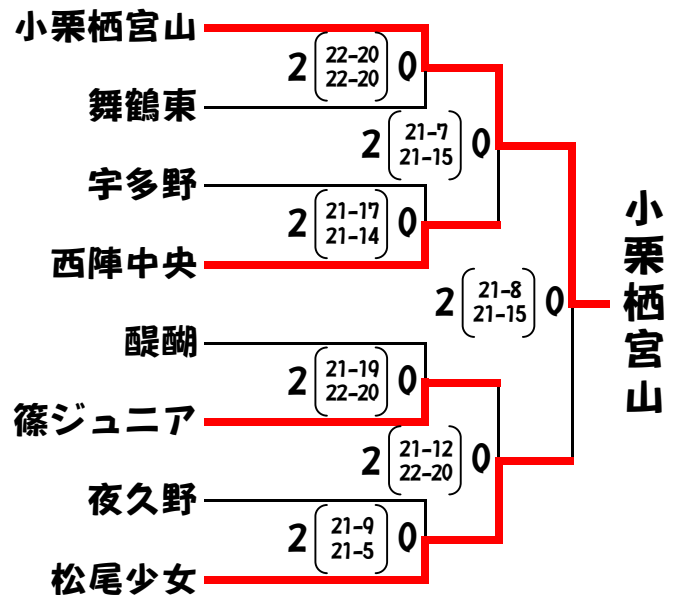 小栗栖宮山
2 22-20 0
22-20
舞鶴東
2 21-7 0
21-15
宇多野
2 21-17 0
21-14
西陣中央
2 21-8 0
21-15
小栗栖宮山
醍醐
2 21-19 0
22-20
篠ジュニア
2 21-12 0
22-20
夜久野
2 21-9 0
21-5
松尾少女